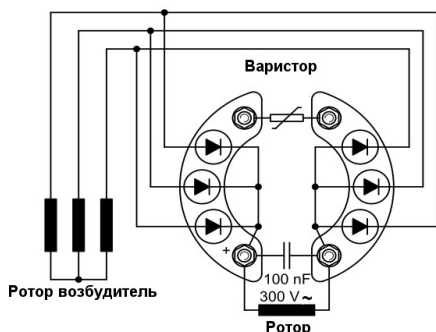 Варистор
+
100 nF
300 V~
Ротор возбудитель
Ротор